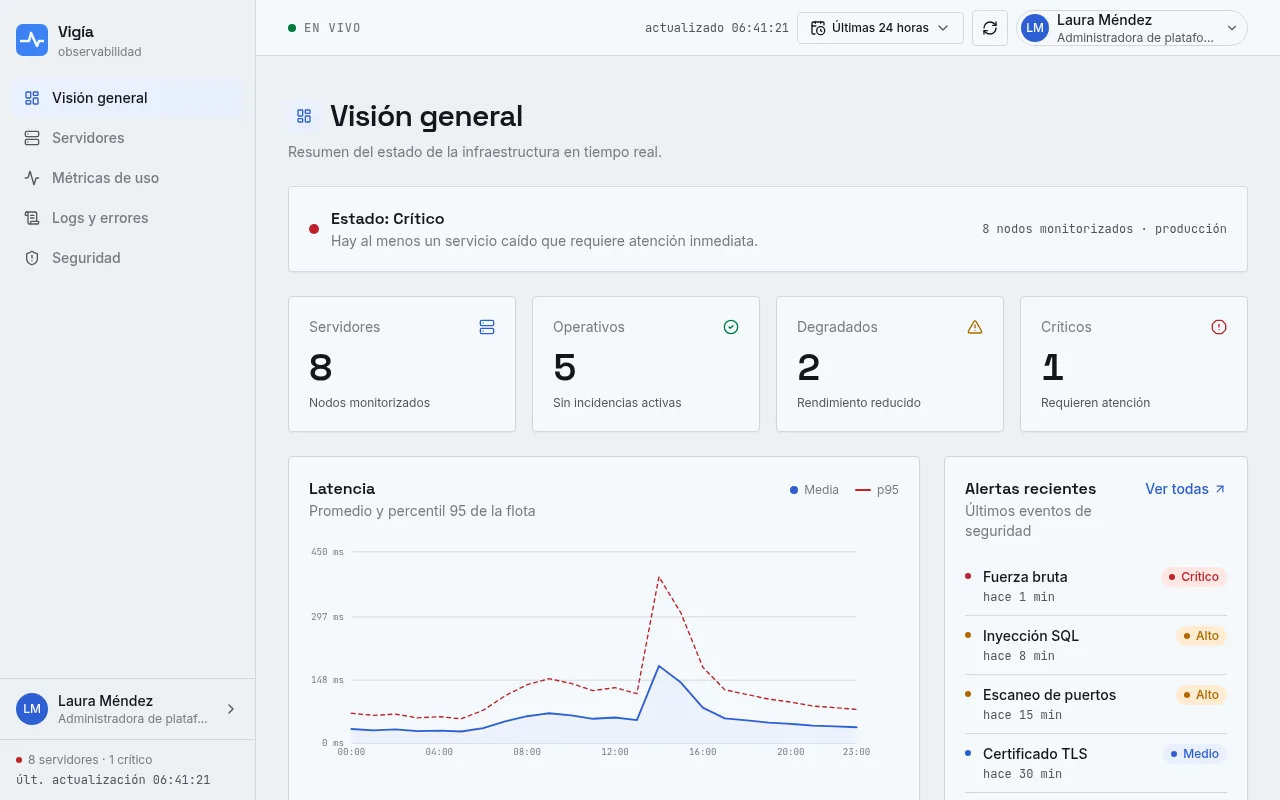 Vigía
observabilidad
Visión general
Servidores
Métricas de uso
Logs y errores
Seguridad
LM
Laura Méndez
Administradora de plataf...
8 servidores · 1 crítico
últ. actualización 06:41:21
EN VIVO
actualizado 06:41:21
Últimas 24 horas
LM
Laura Méndez
Administradora de platafo...
Visión general
Resumen del estado de la infraestructura en tiempo real.
Estado: Crítico
Hay al menos un servicio caído que requiere atención inmediata.
8 nodos monitorizados · producción
Servidores
8
Nodos monitorizados
Operativos
5
Sin incidencias activas
Degradados
2
Rendimiento reducido
Críticos
1
Requieren atención
Latencia
Promedio y percentil 95 de la flota
Media
p95
450 ms
297 ms
148 ms
0 ms
00:00
04:00
08:00
12:00
16:00
20:00
23:00
Alertas recientes
Ver todas
Últimos eventos de
seguridad
Fuerza bruta
Crítico
hace 1 min
Inyección SQL
Alto
hace 8 min
Escaneo de puertos
Alto
hace 15 min
Certificado TLS
Medio
hace 30 min